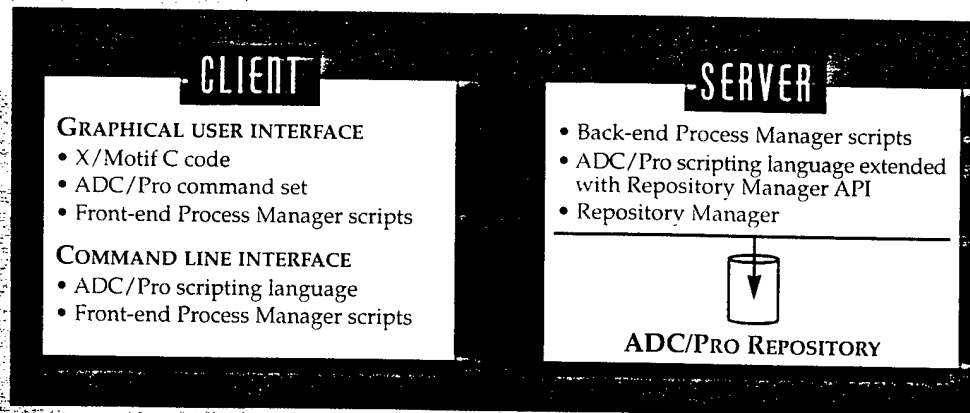 CLIENT
GRAPHICAL USER INTERFACE
• X/Motif C code
• ADC/Pro command set
• Front-end Process Manager scripts
COMMAND LINE INTERFACE
• ADC/Pro scripting language
• Front-end Process Manager scripts
SERVER
• Back-end Process Manager scripts
• ADC/Pro scripting language extended
with Repository Manager API
• Repository Manager
ADC/PRO REPOSITORY